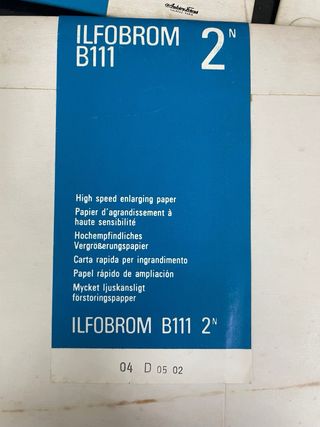 ILFOBROM 2ᴺ
B111
High speed enlarging paper
Papier d'agrandissement à
haute sensibilité
Hochempfindliches
Vergroßerungspapier
Carta rapida per ingrandimento
Papel rápido de ampliación
Mycket ljuskänsligt
förstoringspapper
ILFOBROM B111 2ᴺ
04 D 05 02